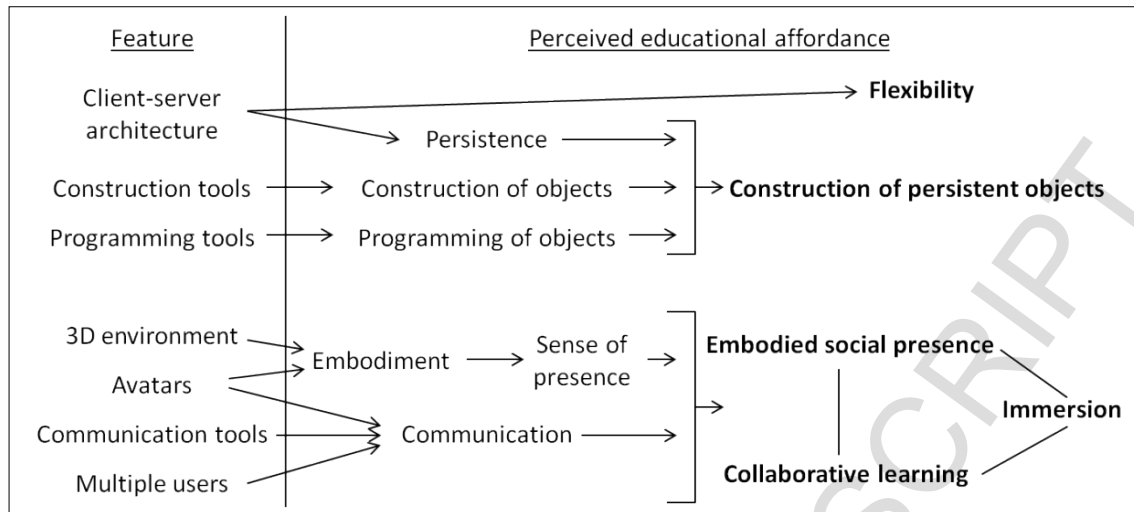 Feature
Perceived educational affordance
Client-server
architecture
Flexibility
Persistence
Construction tools
Construction of objects
Construction of persistent objects
Programming tools
Programming of objects
3D environment
Embodiment
Sense of
presence
Embodied social presence
Avatars
Immersion
Communication tools
Communication
Collaborative learning
Multiple users
SCRIPT